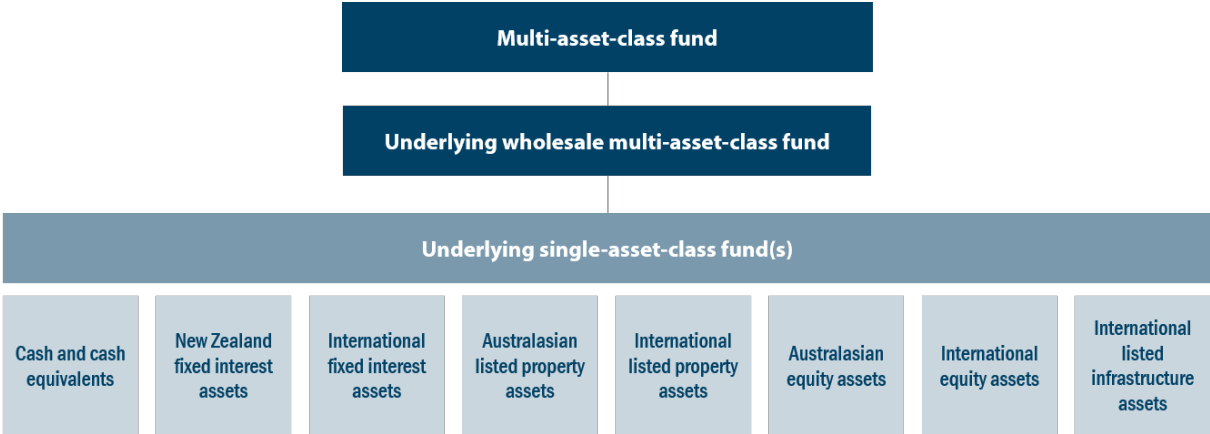 Multi-asset-class fund
Underlying wholesale multi-asset-class fund
Underlying single-asset-class fund(s)
Cash and cash
equivalents
New Zealand
fixed interest
assets
International
fixed interest
assets
Australasian
listed property
assets
International
listed property
assets
Australasian
equity assets
International
equity assets
International
listed
infrastructure
assets